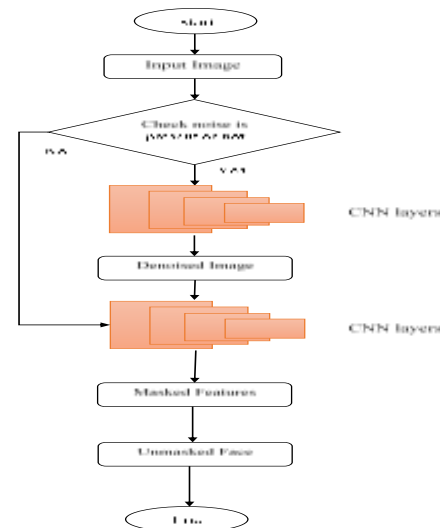 start
Input Image
Check noise is
present or not
no
yes
CNN layers
Denoised Image
CNN layers
Masked Features
Unmasked Face